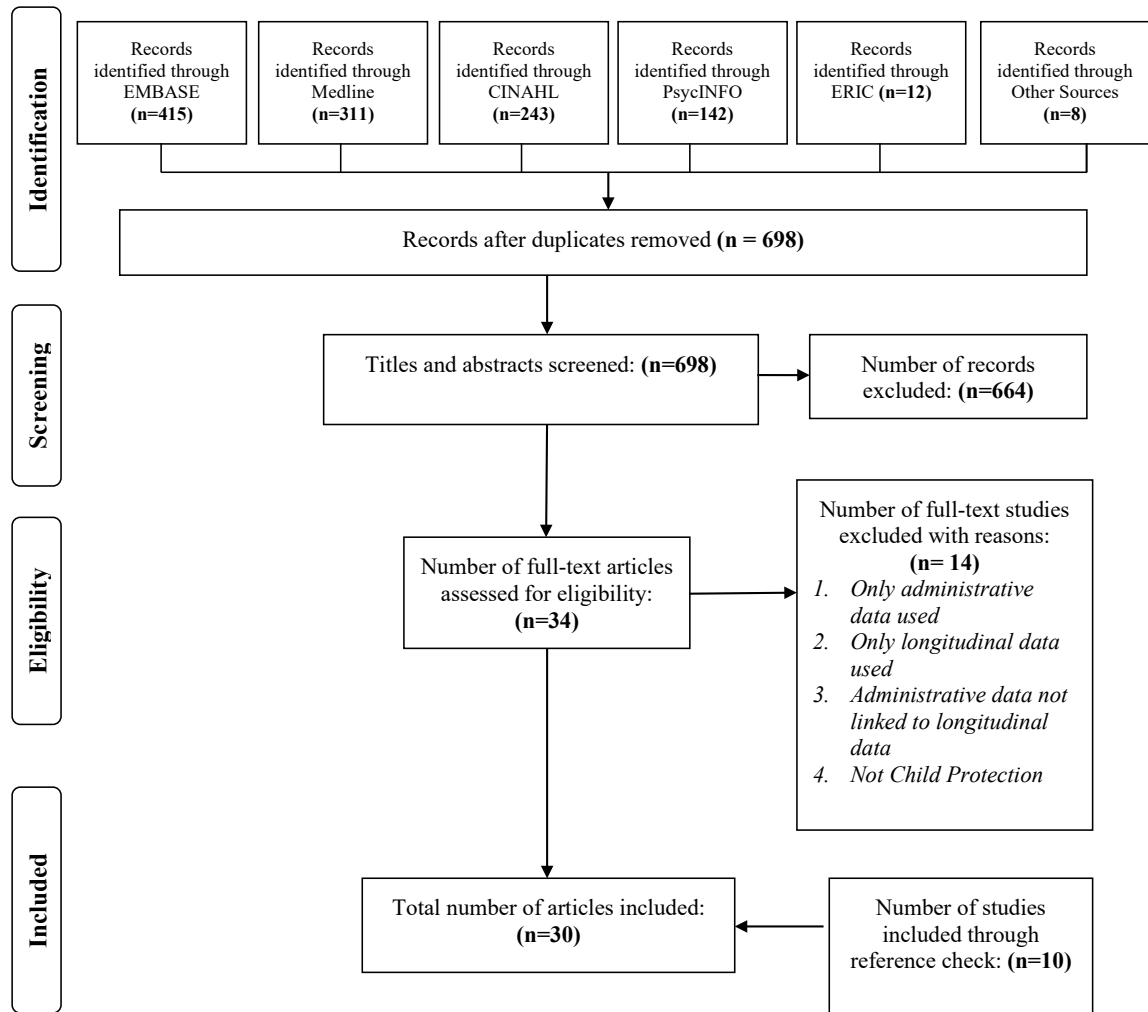 Identification
Records
identified through
EMBASE
(n=415)
Records
identified through
Medline
(n=311)
Records
identified through
CINAHL
(n=243)
Records
identified through
PsycINFO
(n=142)
Records
identified through
ERIC (n=12)
Records
identified through
Other Sources
(n=8)
Records after duplicates removed (n = 698)
Screening
Titles and abstracts screened: (n=698)
Number of records
excluded: (n=664)
Eligibility
Number of full-text articles
assessed for eligibility:
(n=34)
Number of full-text studies
excluded with reasons:
(n= 14)
1. Only administrative
data used
2. Only longitudinal data
used
3. Administrative data not
linked to longitudinal
data
4. Not Child Protection
Included
Total number of articles included:
(n=30)
Number of studies
included through
reference check: (n=10)